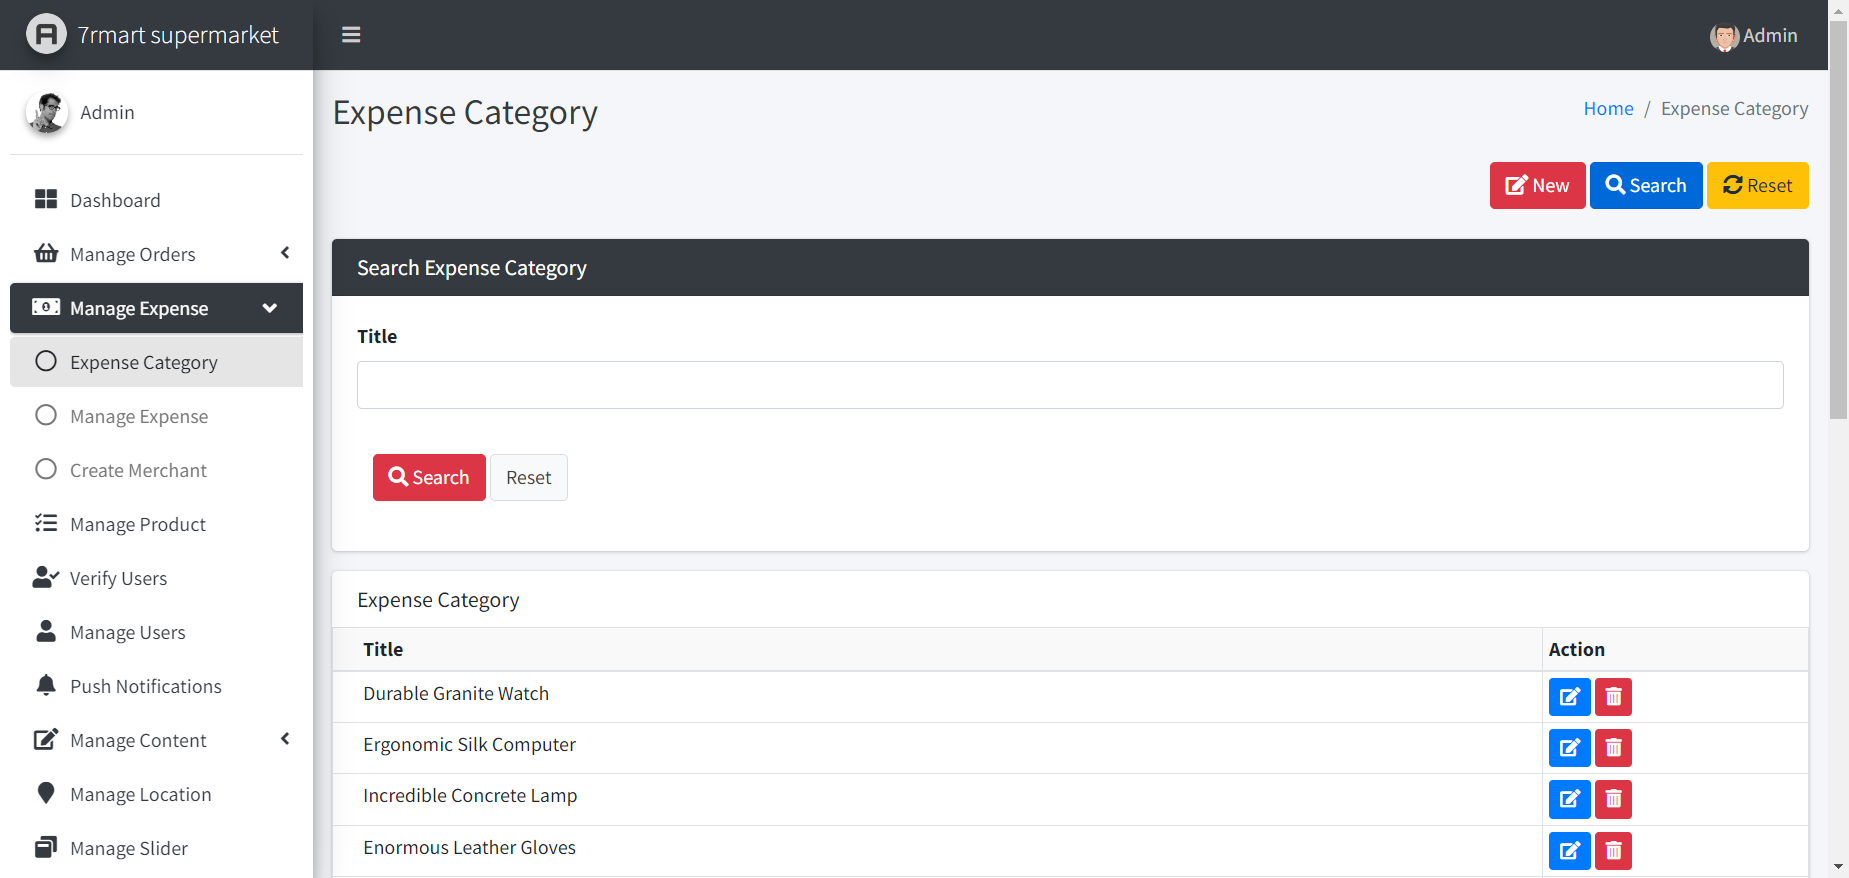 7rmart supermarket
Admin
Admin
Dashboard
Manage Orders
Manage Expense
Expense Category
Manage Expense
Create Merchant
Manage Product
Verify Users
Manage Users
Push Notifications
Manage Content
Manage Location
Manage Slider
Expense Category
Home / Expense Category
New Search Reset
Search Expense Category
Title
Search Reset
Expense Category
Title Action
Durable Granite Watch
Ergonomic Silk Computer
Incredible Concrete Lamp
Enormous Leather Gloves